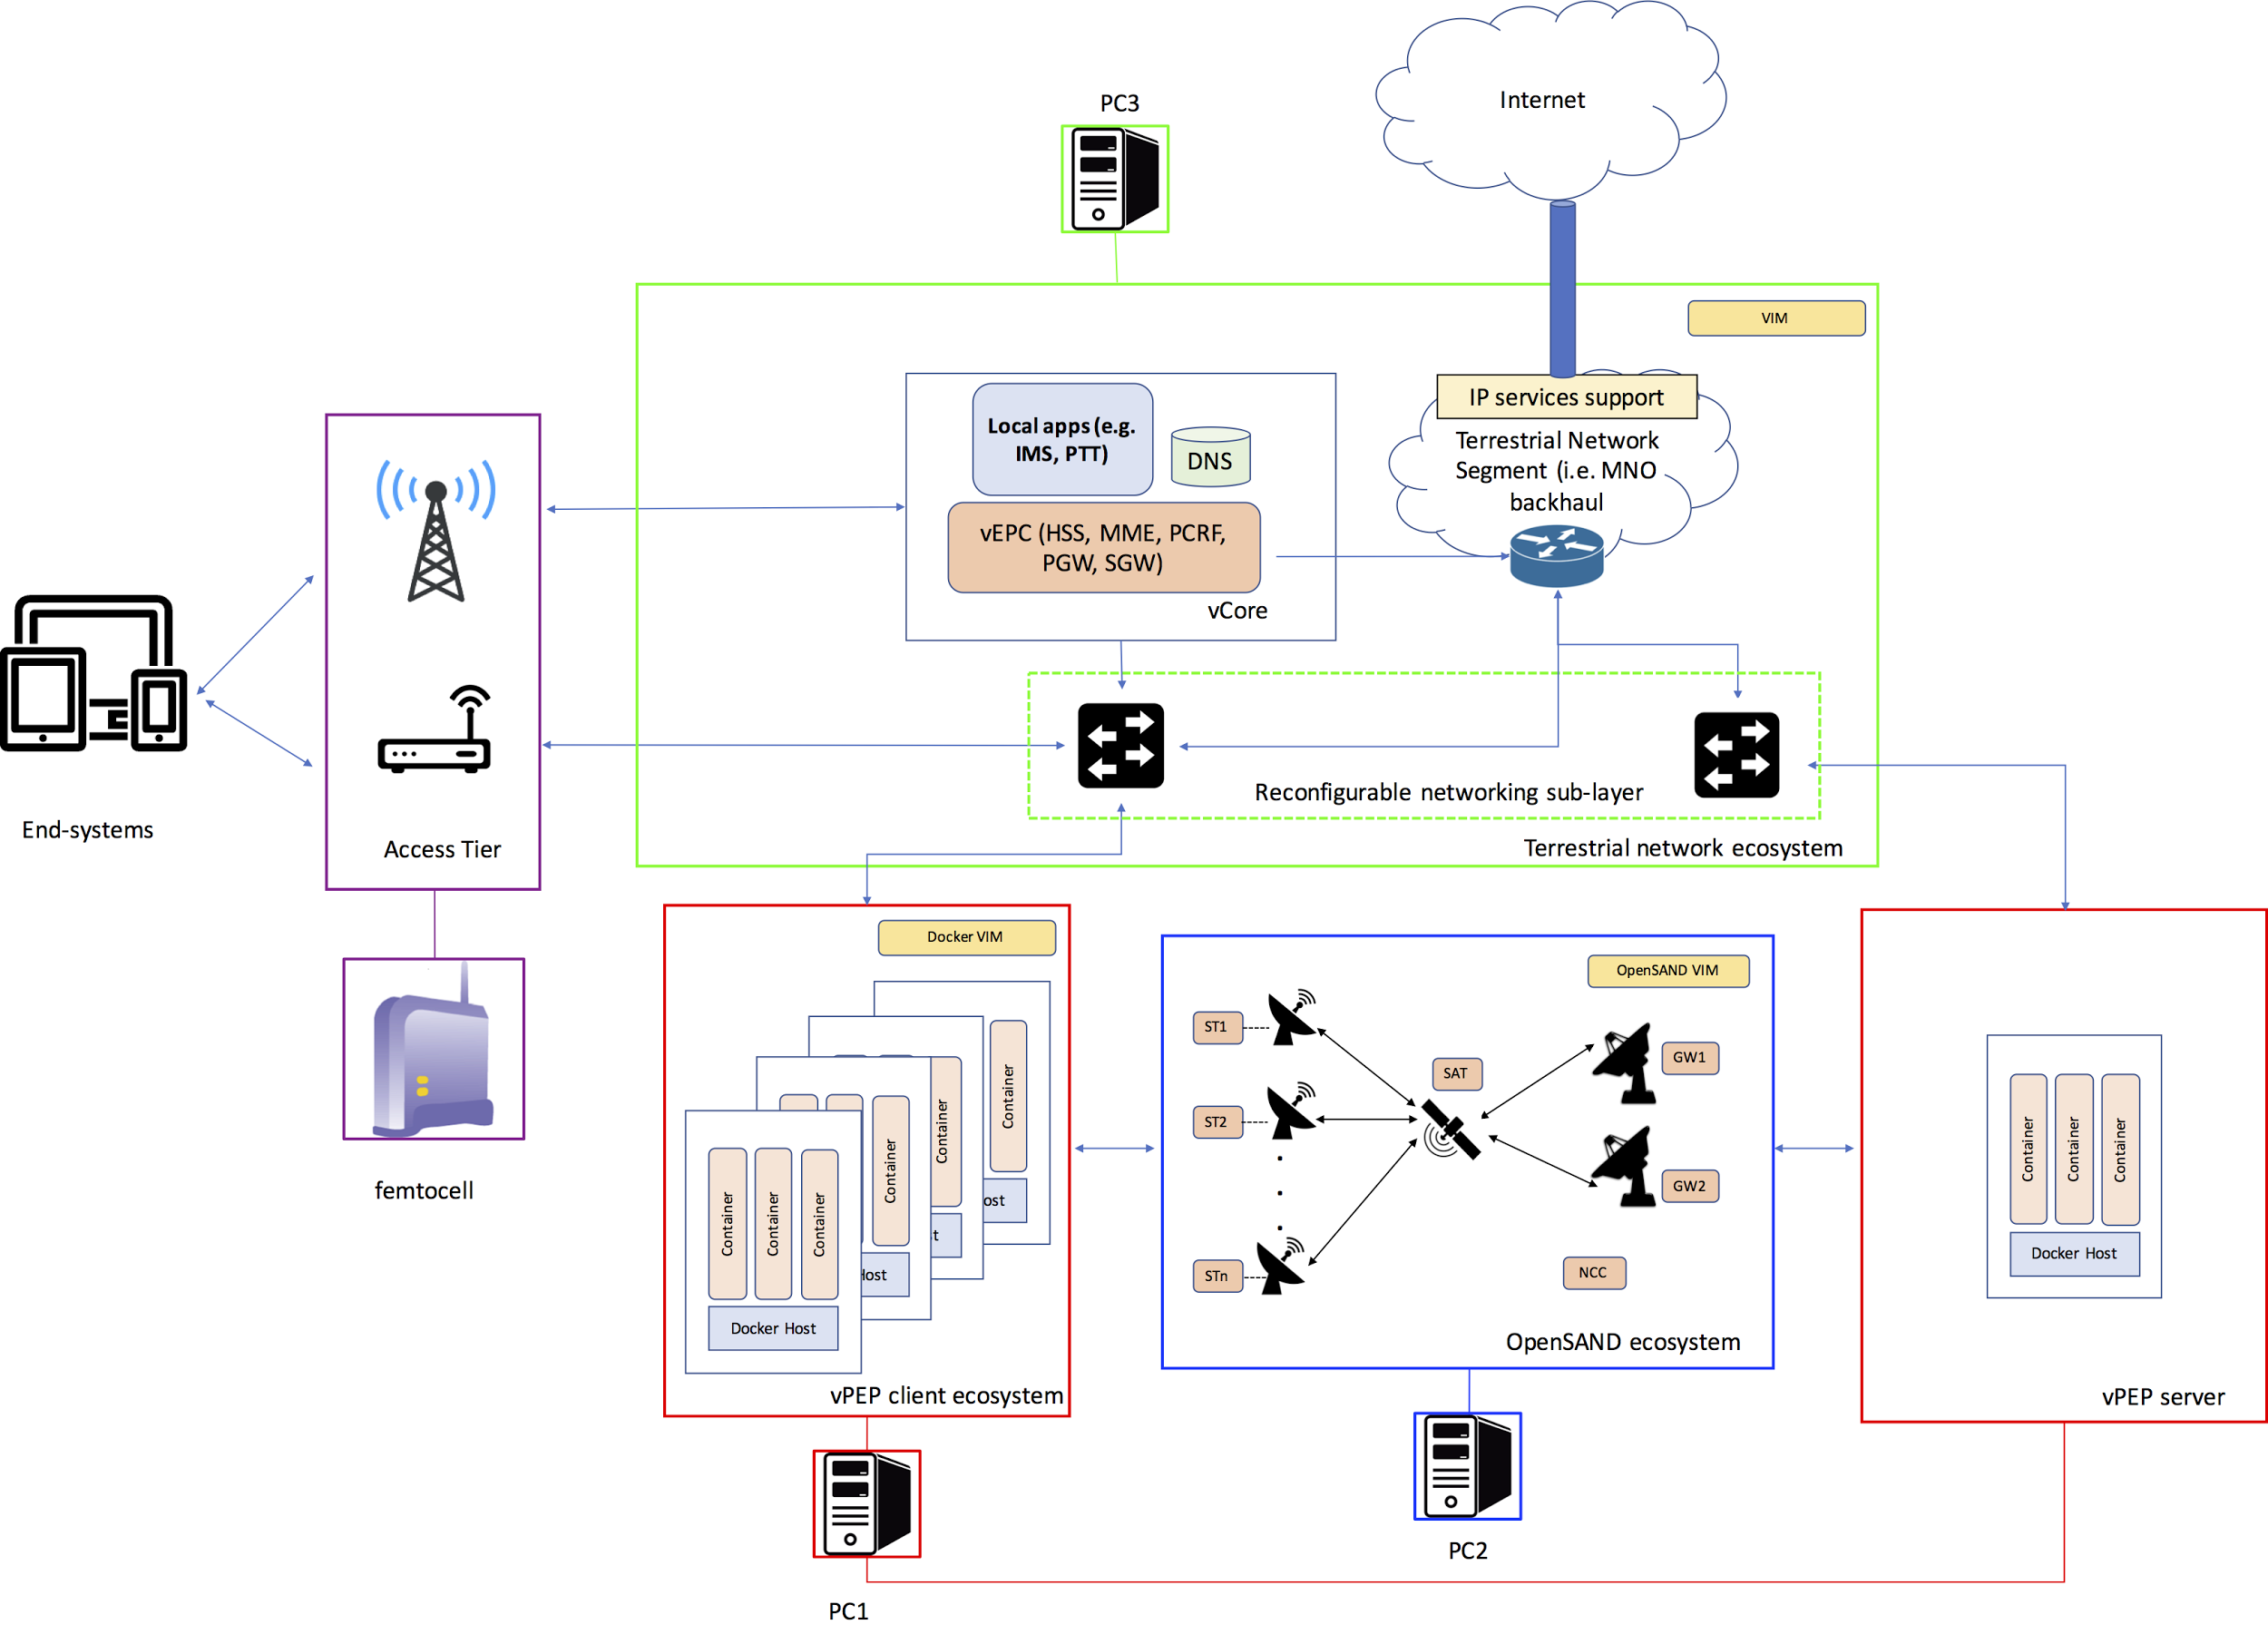 Internet
PC3
VIM
IP services support
Local apps (e.g.
IMS, PTT)
DNS
Terrestrial Network
Segment (i.e. MNO
backhaul
vEPC (HSS, MME, PCRF,
PGW, SGW)
vCore
Reconfigurable networking sub-layer
Terrestrial network ecosystem
End-systems
Access Tier
femtocell
Docker VIM
Container
ost
Container
t
Container
Host
Container
Container
Container
Docker Host
vPEP client ecosystem
OpenSAND VIM
ST1
ST2
STn
SAT
GW1
GW2
NCC
OpenSAND ecosystem
Container
Container
Container
Docker Host
vPEP server
PC1
PC2